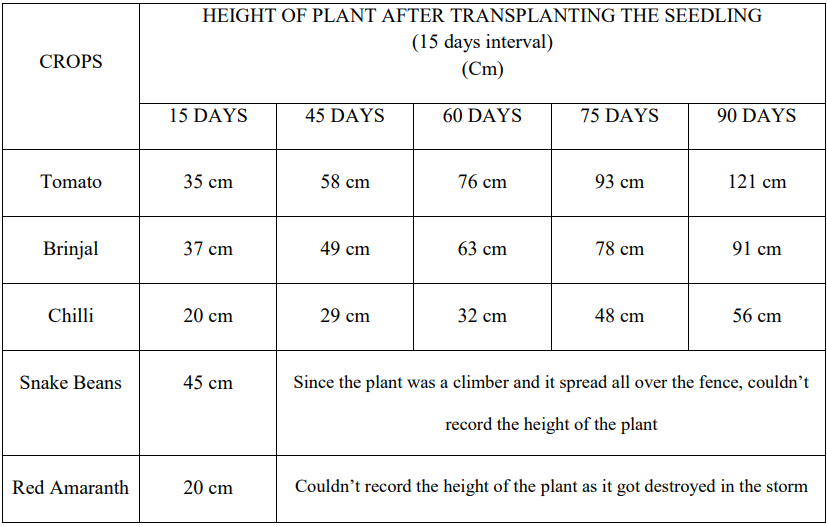 CROPS
HEIGHT OF PLANT AFTER TRANSPLANTING THE SEEDLING
(15 days interval)
(Cm)
15 DAYS 45 DAYS 60 DAYS 75 DAYS 90 DAYS
Tomato 35 cm 58 cm 76 cm 93 cm 121 cm
Brinjal 37 cm 49 cm 63 cm 78 cm 91 cm
Chilli 20 cm 29 cm 32 cm 48 cm 56 cm
Snake Beans 45 cm Since the plant was a climber and it spread all over the fence, couldn’t
record the height of the plant
Red Amaranth 20 cm Couldn’t record the height of the plant as it got destroyed in the storm